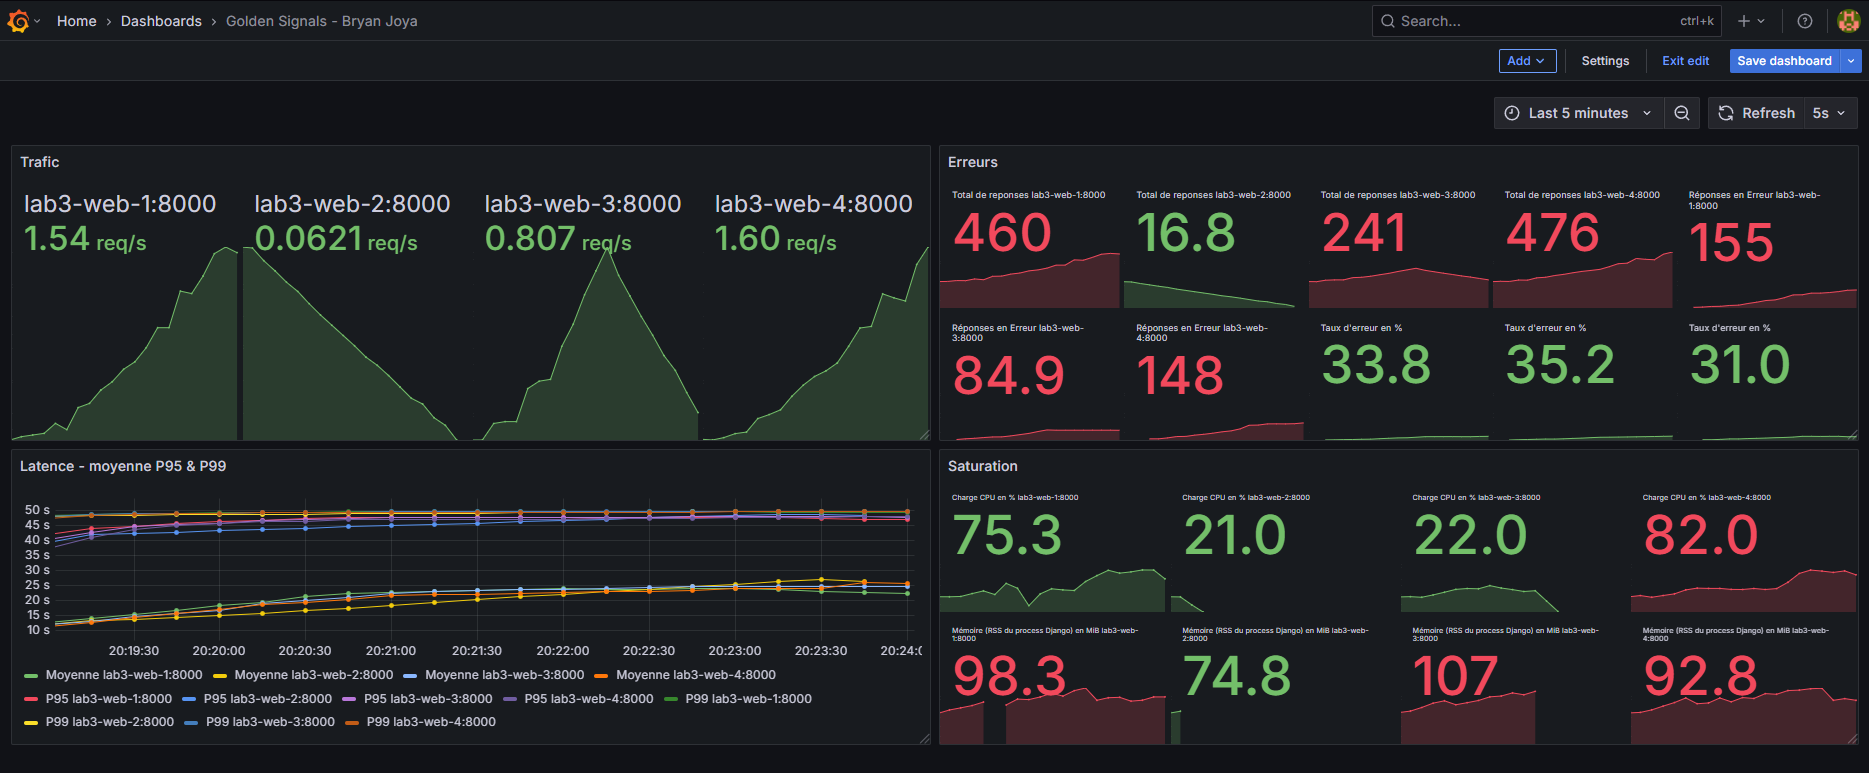 Home › Dashboards › Golden Signals - Bryan Joya
Search... ctrl+k
Add Settings Exit edit Save dashboard
Last 5 minutes Refresh 5s
Trafic
lab3-web-1:8000 lab3-web-2:8000 lab3-web-3:8000 lab3-web-4:8000
1.54 req/s 0.0621 req/s 0.807 req/s 1.60 req/s
Erreurs
Total de reponses lab3-web-1:8000
460
Total de reponses lab3-web-2:8000
16.8
Total de reponses lab3-web-3:8000
241
Total de reponses lab3-web-4:8000
476
Réponses en Erreur lab3-web-
1:8000
155
Réponses en Erreur lab3-web-
3:8000
84.9
Réponses en Erreur lab3-web-
4:8000
148
Taux d'erreur en %
33.8
Taux d'erreur en %
35.2
Taux d'erreur en %
31.0
Latence - moyenne P95 & P99
50 s
45 s
40 s
35 s
30 s
25 s
20 s
15 s
10 s
20:19:30 20:20:00 20:20:30 20:21:00 20:21:30 20:22:00 20:22:30 20:23:00 20:23:30 20:24:0
Moyenne lab3-web-1:8000 Moyenne lab3-web-2:8000 Moyenne lab3-web-3:8000 Moyenne lab3-web-4:8000
P95 lab3-web-1:8000 P95 lab3-web-2:8000 P95 lab3-web-3:8000 P95 lab3-web-4:8000 P99 lab3-web-1:8000
P99 lab3-web-2:8000 P99 lab3-web-3:8000 P99 lab3-web-4:8000
Saturation
Charge CPU en % lab3-web-1:8000
75.3
Charge CPU en % lab3-web-2:8000
21.0
Charge CPU en % lab3-web-3:8000
22.0
Charge CPU en % lab3-web-4:8000
82.0
Mémoire (RSS du process Django) en MiB lab3-web-
1:8000
98.3
Mémoire (RSS du process Django) en MiB lab3-web-
2:8000
74.8
Mémoire (RSS du process Django) en MiB lab3-web-
3:8000
107
Mémoire (RSS du process Django) en MiB lab3-web-
4:8000
92.8